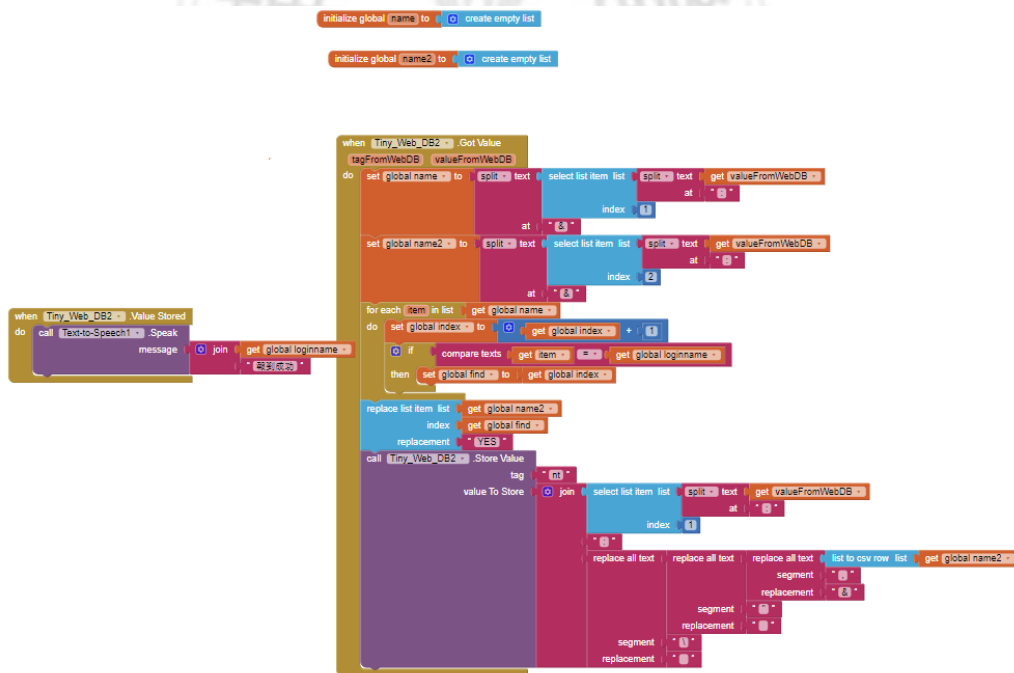 initialize global name to create empty list
initialize global name2 to create empty list
when Tiny_Web_DB2 .Got Value
tagFromWebDB valueFromWebDB
do set global name to split text select list item list split text get valueFromWebDB
at " : "
index 1
at " & "
set global name2 to split text select list item list split text get valueFromWebDB
at " : "
index 2
at " & "
for each item in list get global name
do set global index to get global index + 1
if compare texts get item = get global loginname
then set global find to get global index
replace list item list get global name2
index get global find
replacement " YES "
call Tiny_Web_DB2 .Store Value
tag " nt "
value To Store join select list item list split text get valueFromWebDB
at " : "
index 1
" : "
replace all text replace all text replace all text list to csv row list get global name2
segment " , "
replacement " & "
segment " " "
replacement " "
segment " \ "
replacement " "
when Tiny_Web_DB2 .Value Stored
do call Text-to-Speech1 .Speak
message join get global loginname
" 報到成功 "